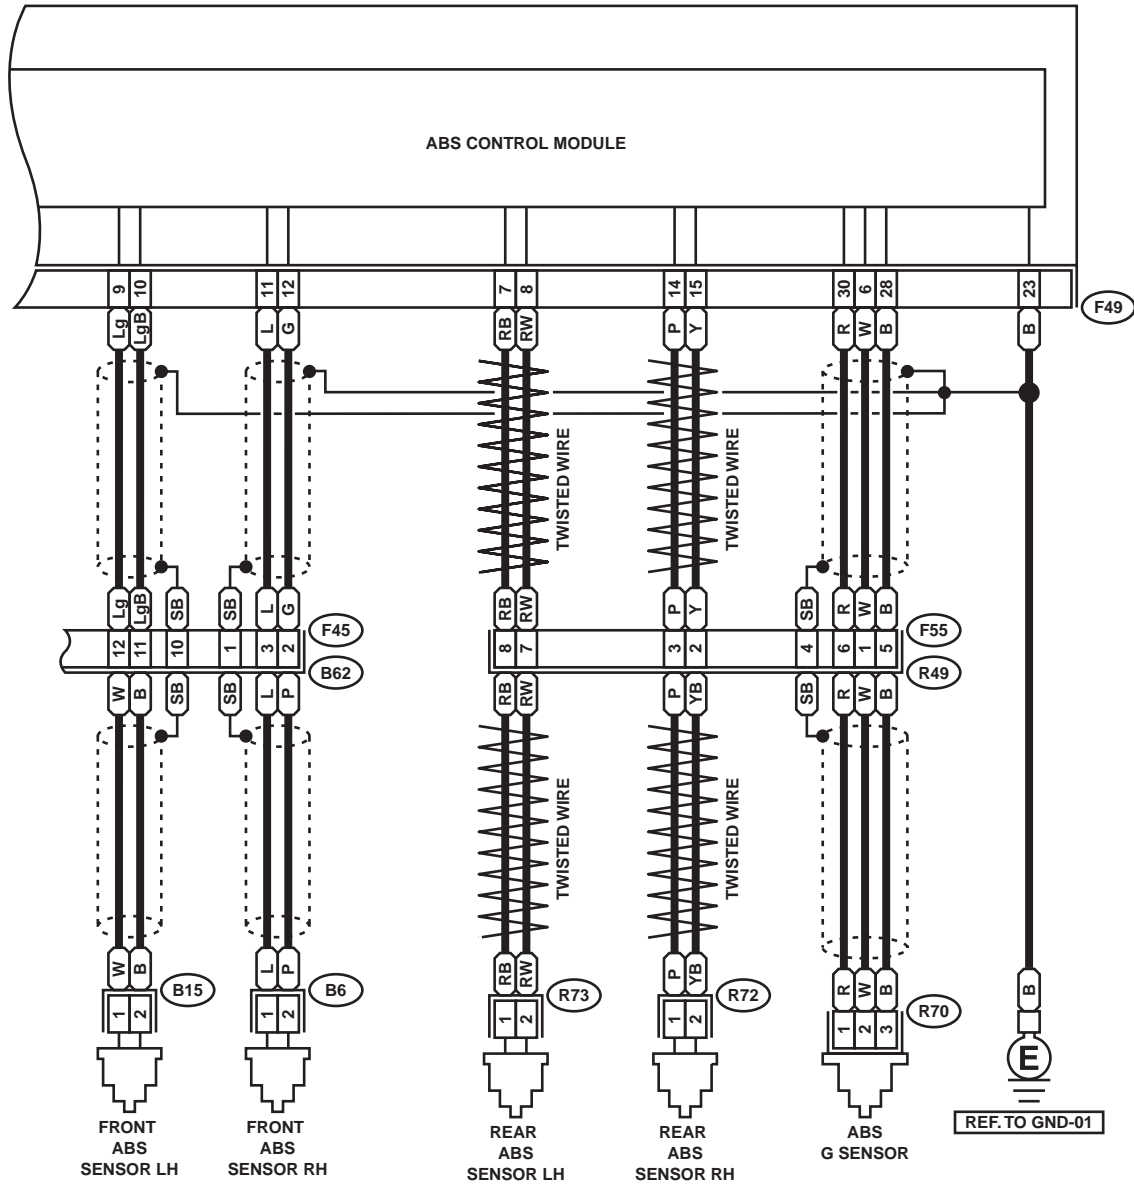 ABS CONTROL MODULE
9 10 11 12 7 8 14 15 30 6 28 23
F49
Lg LgB L G RB RW P Y R W B B
TWISTED WIRE
TWISTED WIRE
Lg LgB SB SB L G RB RW P Y SB R W B
F45
F55
12 11 10 1 3 2 8 7 3 2 4 6 1 5
B62
R49
W B SB SB L P RB RW P YB SB R W B
TWISTED WIRE
TWISTED WIRE
W B L P RB RW P YB R W B B
B15
B6
R73
R72
R70
1 2 1 2 1 2 1 2 1 2 3
E
REF. TO GND-01
FRONT
ABS
SENSOR LH
FRONT
ABS
SENSOR RH
REAR
ABS
SENSOR LH
REAR
ABS
SENSOR RH
ABS
G SENSOR